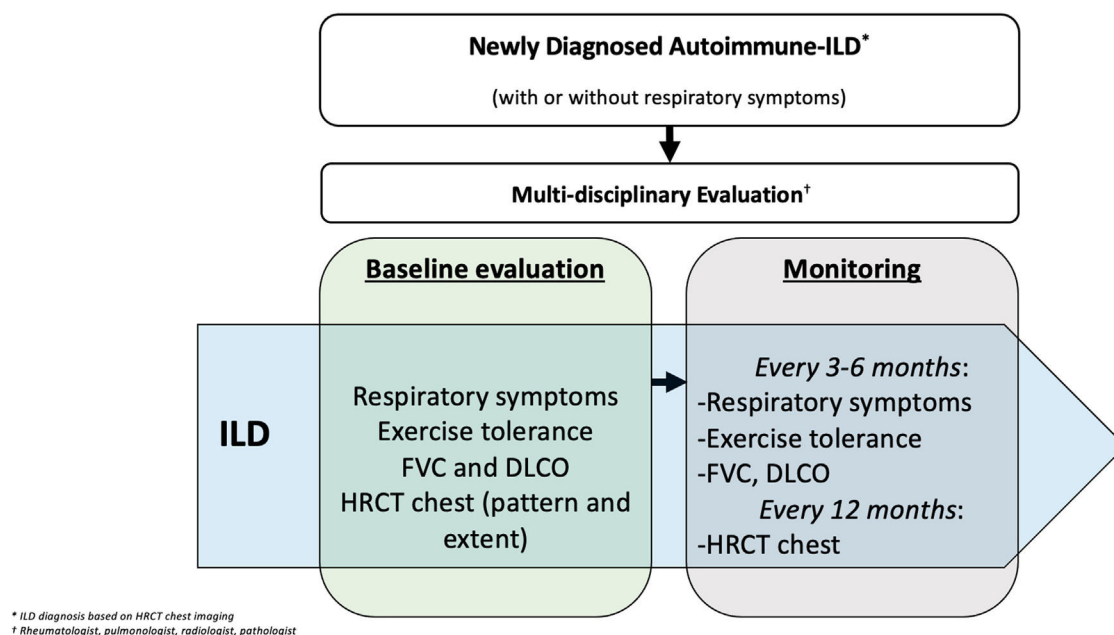 Newly Diagnosed Autoimmune-ILD*
(with or without respiratory symptoms)
Multi-disciplinary Evaluation†
Baseline evaluation
Monitoring
ILD
Respiratory symptoms
Exercise tolerance
FVC and DLCO
HRCT chest (pattern and
extent)
Every 3-6 months:
-Respiratory symptoms
-Exercise tolerance
-FVC, DLCO
Every 12 months:
-HRCT chest
* ILD diagnosis based on HRCT chest imaging
† Rheumatologist, pulmonologist, radiologist, pathologist